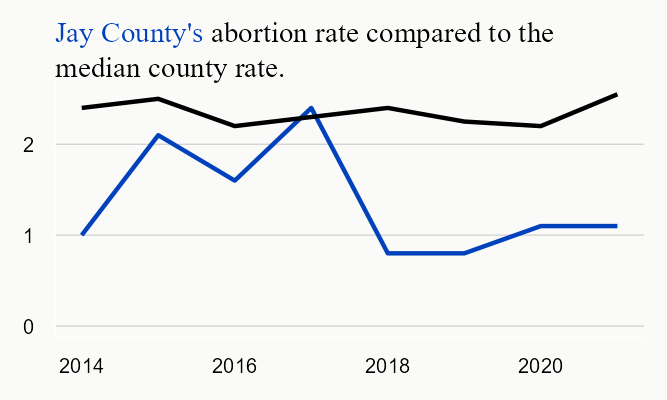 Jay County's abortion rate compared to the
median county rate.
2
1
0
2014 2016 2018 2020